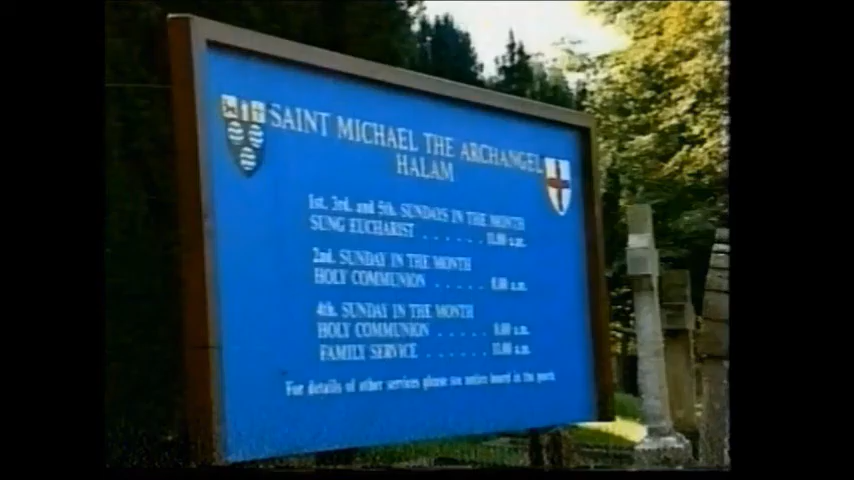 SAINT MICHAEL THE ARCHANGEL
HALAM
1st. 3rd. and 5th. SUNDAYS IN THE MONTH
SUNG EUCHARIST . . . . . . 11.00 a.m.
2nd. SUNDAY IN THE MONTH
HOLY COMMUNION . . . . . . 8.00 a.m.
4th. SUNDAY IN THE MONTH
HOLY COMMUNION . . . . . . 8.00 a.m.
FAMILY SERVICE . . . . . . . 11.00 a.m.
For details of other services please see notice board in the porch